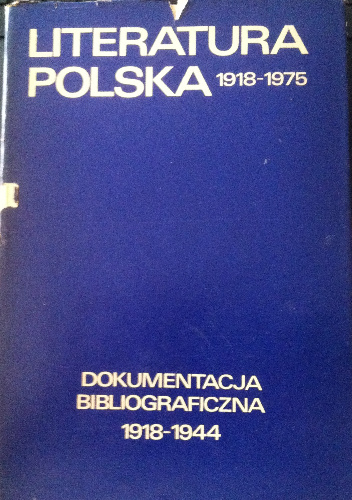 LITERATURA
POLSKA 1918-1975
DOKUMENTACJA
BIBLIOGRAFICZNA
1918-1944